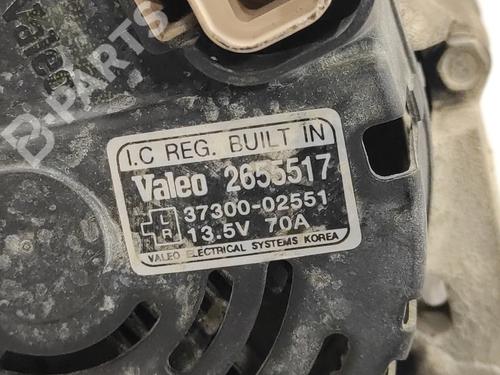 I.C REG. BUILT IN
Valeo 2655517
L R 37300-02551
13.5V 70A
VALEO ELECTRICAL SYSTEMS KOREA
B-PARTS